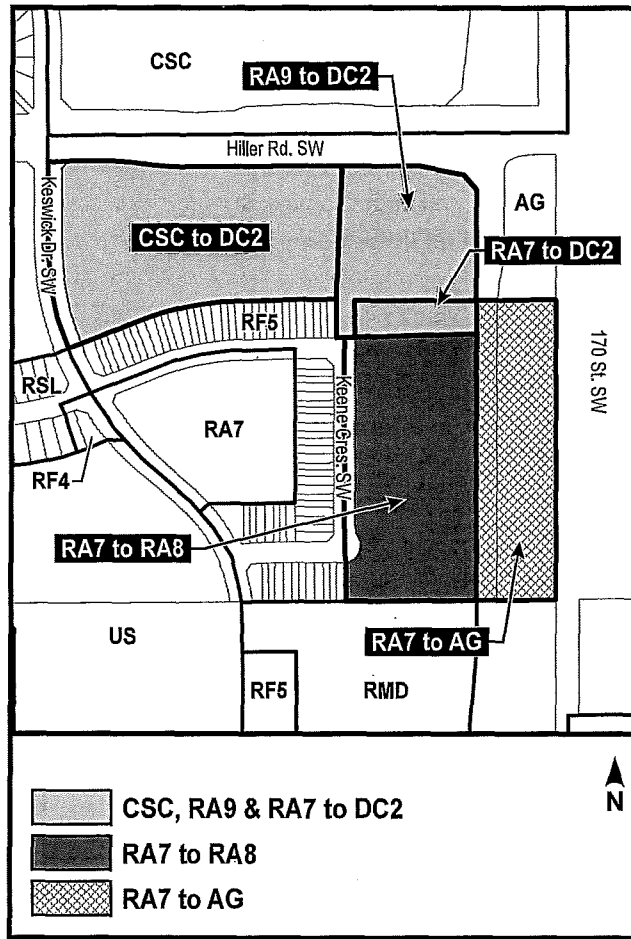 CSC
RA9 to DC2
Hiller Rd. SW
Keswick Dr. SW
AG
CSC to DC2
RA7 to DC2
RF5
170 St. SW
RSL
Keene Cres. SW
RA7
RF4
RA7 to RA8
US
RA7 to AG
RF5
RMD
N
CSC, RA9 & RA7 to DC2
RA7 to RA8
RA7 to AG